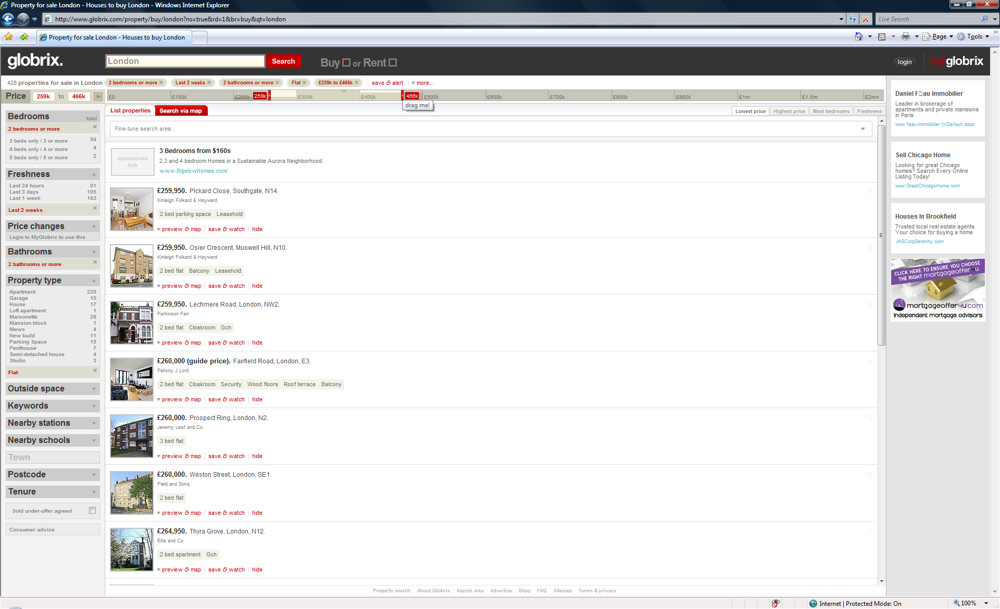 Property for sale London - Houses to buy London - Windows Internet Explorer
http://www.globrix.com/property/buy/london?ns=true&rd=1&br=buy&qt=london
Live Search
Property for sale London - Houses to buy London
Page
Tools
globrix.
London
Search
Buy or Rent
login
myglobrix
428 properties for sale in London
2 bedrooms or more
Last 2 weeks
2 bathrooms or more
Flat
£259k to £466k
save & alert
more...
Price 259k to 466k >>
£0 £100k £200k 259k £300k £400k 466k £500k £600k £700k £800k £900k £1m £1.5m £2m+
drag me!
Bedrooms total
2 bedrooms or more
3 beds only / 3 or more 94
4 beds only / 4 or more 4
5 beds only / 5 or more 2
Freshness
Last 24 hours 81
Last 3 days 105
Last 1 week 163
Last 2 weeks
Price changes
Login to MyGlobrix to use this
Bathrooms
2 bathrooms or more
Property type
Apartment 220
Garage 15
House 17
Loft apartment 1
Maisonette 28
Mansion block 1
Mews 4
New build 11
Parking Space 15
Penthouse 7
Semi-detached house 4
Studio 3
Flat
Outside space
Keywords
Nearby stations
Nearby schools
Town
Postcode
Tenure
Sold under-offer agreed
Consumer advice
List properties
Search via map
Lowest price
Highest price
Most bedrooms
Freshness
Fine-tune search area...
sponsored
link
3 Bedrooms from $160s
2,3 and 4 bedroom Homes in a Sustainable Aurora Neighborhood
www.BigelowHomes.com/
£259,950. Pickard Close, Southgate, N14. 1
Kinleigh Folkard & Hayward.
2 bed parking space Leasehold
preview & map save & watch hide
£259,950. Osier Crescent, Muswell Hill, N10. 2
Kinleigh Folkard & Hayward.
2 bed flat Balcony Leasehold
preview & map save & watch hide
£259,950. Lechmere Road, London, NW2. 3
Parkinson Farr.
2 bed flat Cloakroom Gch
preview & map save & watch hide
£260,000 (guide price). Fairfield Road, London, E3. 4
Felicity J Lord.
2 bed flat Cloakroom Security Wood floors Roof terrace Balcony
preview & map save & watch hide
£260,000. Prospect Ring, London, N2. 5
Jeremy Leaf and Co.
3 bed flat
preview & map save & watch hide
£260,000. Weston Street, London, SE1. 6
Field and Sons.
2 bed flat
preview & map save & watch hide
£264,950. Thyra Grove, London, N12. 7
Ellis and Co.
2 bed apartment Gch
preview & map save & watch hide
Daniel F□au Immobilier
Leader in brokerage of
apartments and private mansions
in Paris
www.feau-immobilier.fr/Default.aspx
Sell Chicago Home
Looking for great Chicago
homes? Search Every Online
Listing Today!
www.GreatChicagoHome.com
Houses In Brookfield
Trusted local real estate agents
Your choice for buying a home
JASCorpSerenity.com
CLICK HERE TO ENSURE YOU CHOOSE
THE RIGHT mortgageoffer4u
mortgageoffer4u.com
independent mortgage advisors
Property search About Globrix Agents area Advertise Blog FAQ Sitemap Terms & privacy
Internet | Protected Mode: On
100%